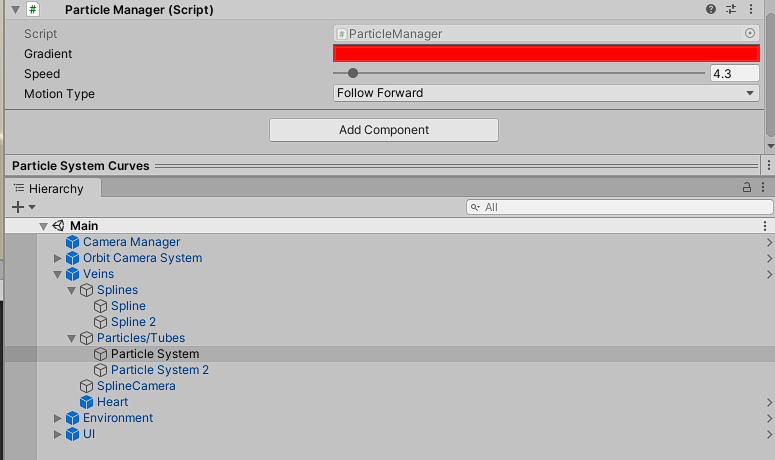 Particle Manager (Script)
Script ParticleManager
Gradient
Speed 4.3
Motion Type Follow Forward
Add Component
Particle System Curves
Hierarchy
All
Main
Camera Manager
Orbit Camera System
Veins
Splines
Spline
Spline 2
Particles/Tubes
Particle System
Particle System 2
SplineCamera
Heart
Environment
UI